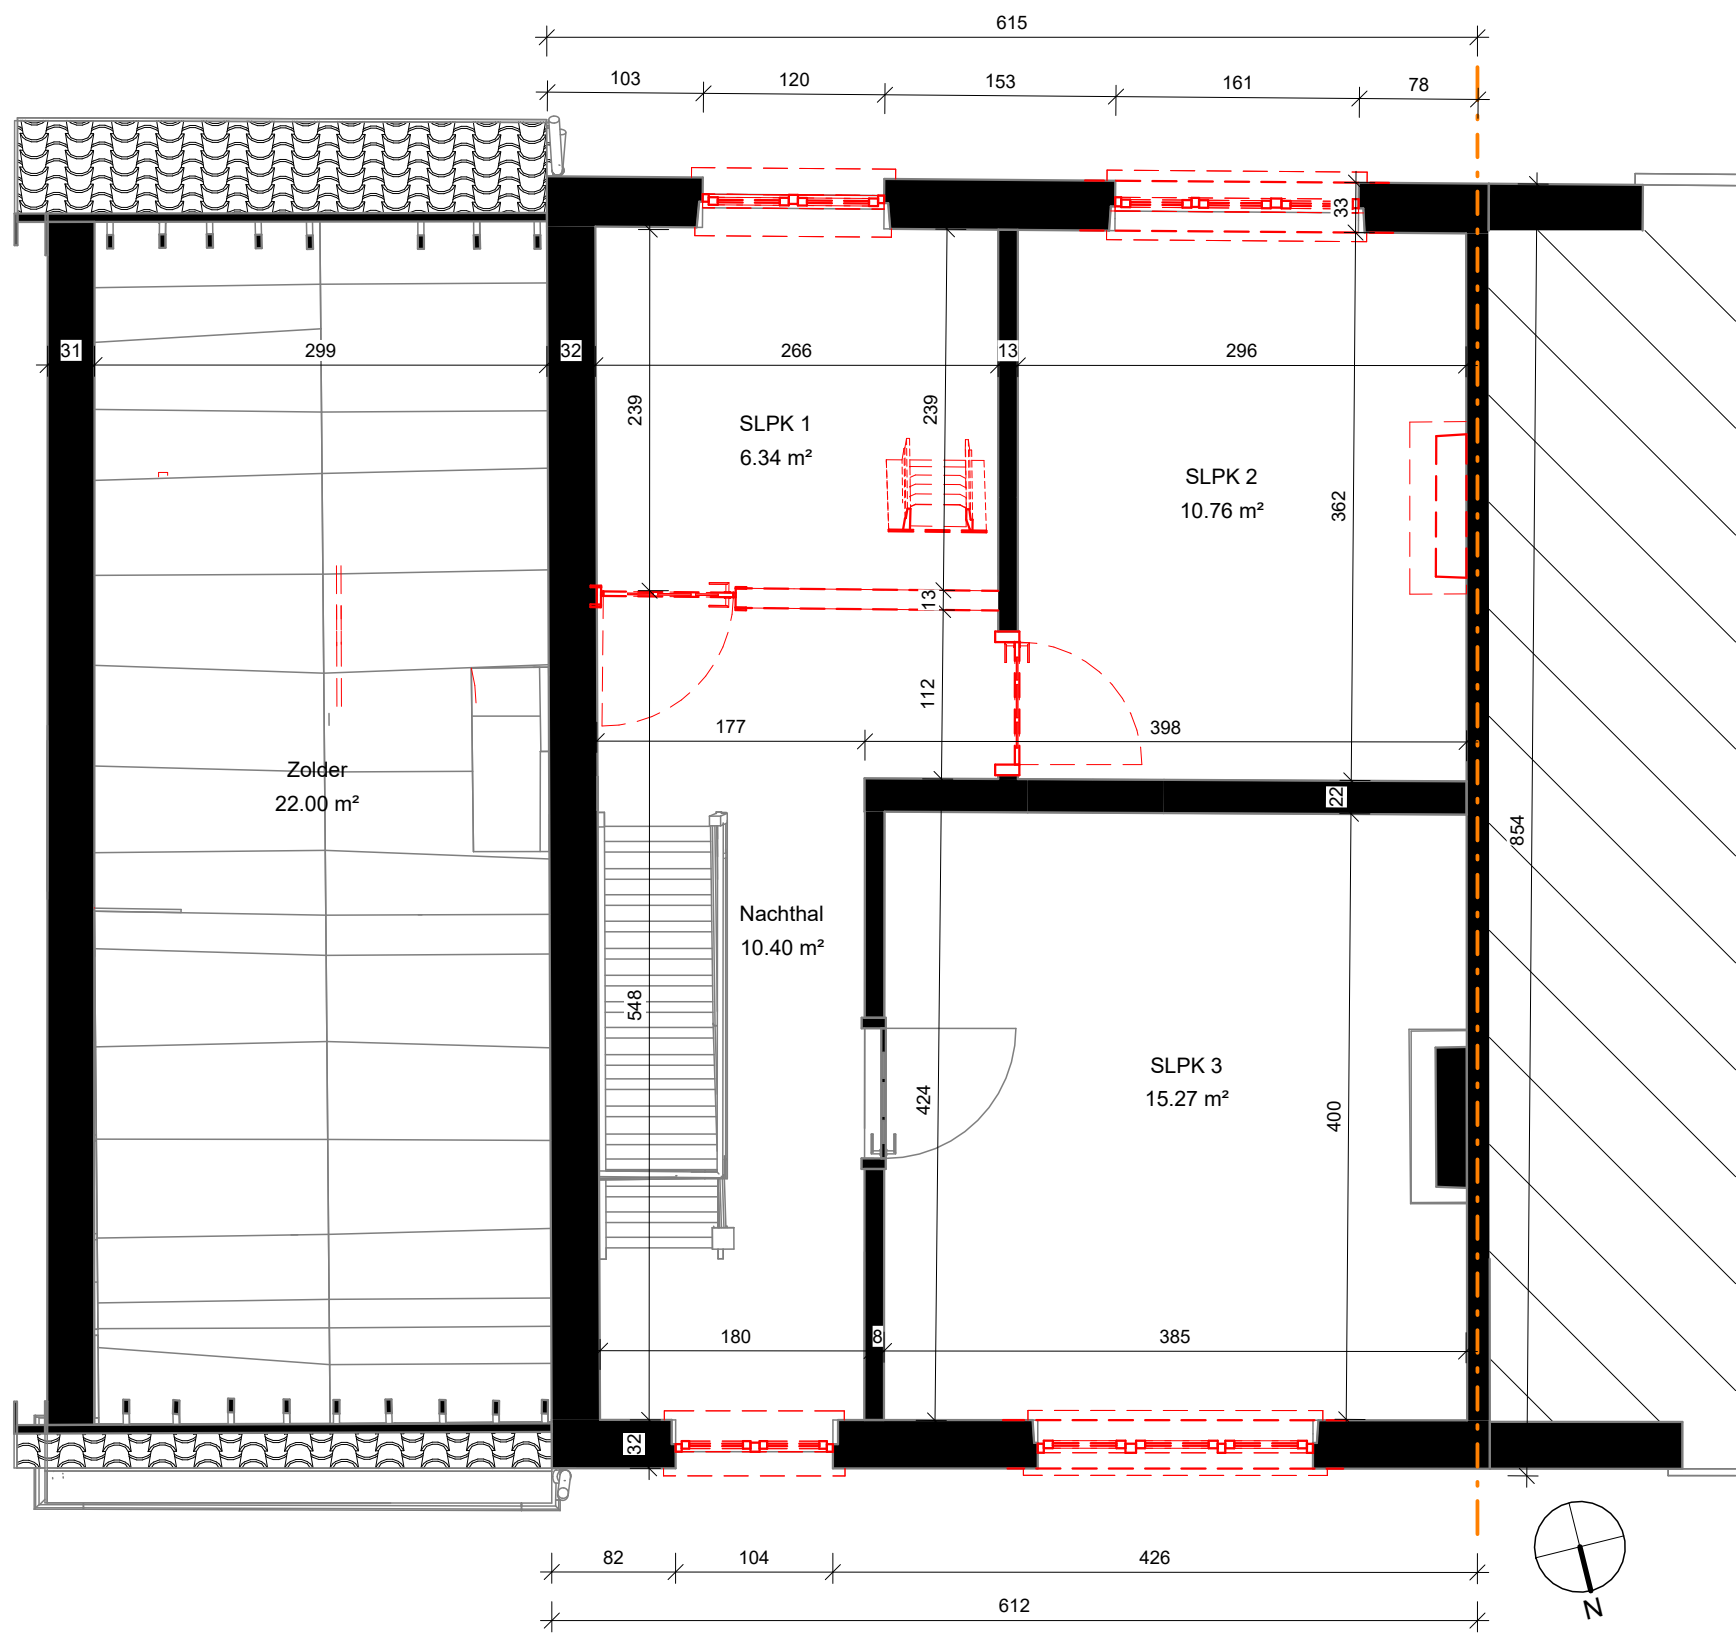 615
103 120 153 161 78
33
31 299 32 266 13 296
239 239
SLPK 1
6.34 m²
SLPK 2
10.76 m²
362
13
112
177 398
Zolder
22.00 m²
22
854
Nachthal
10.40 m²
548
SLPK 3
15.27 m²
424
400
180 8 385
32
82 104 426
612
N